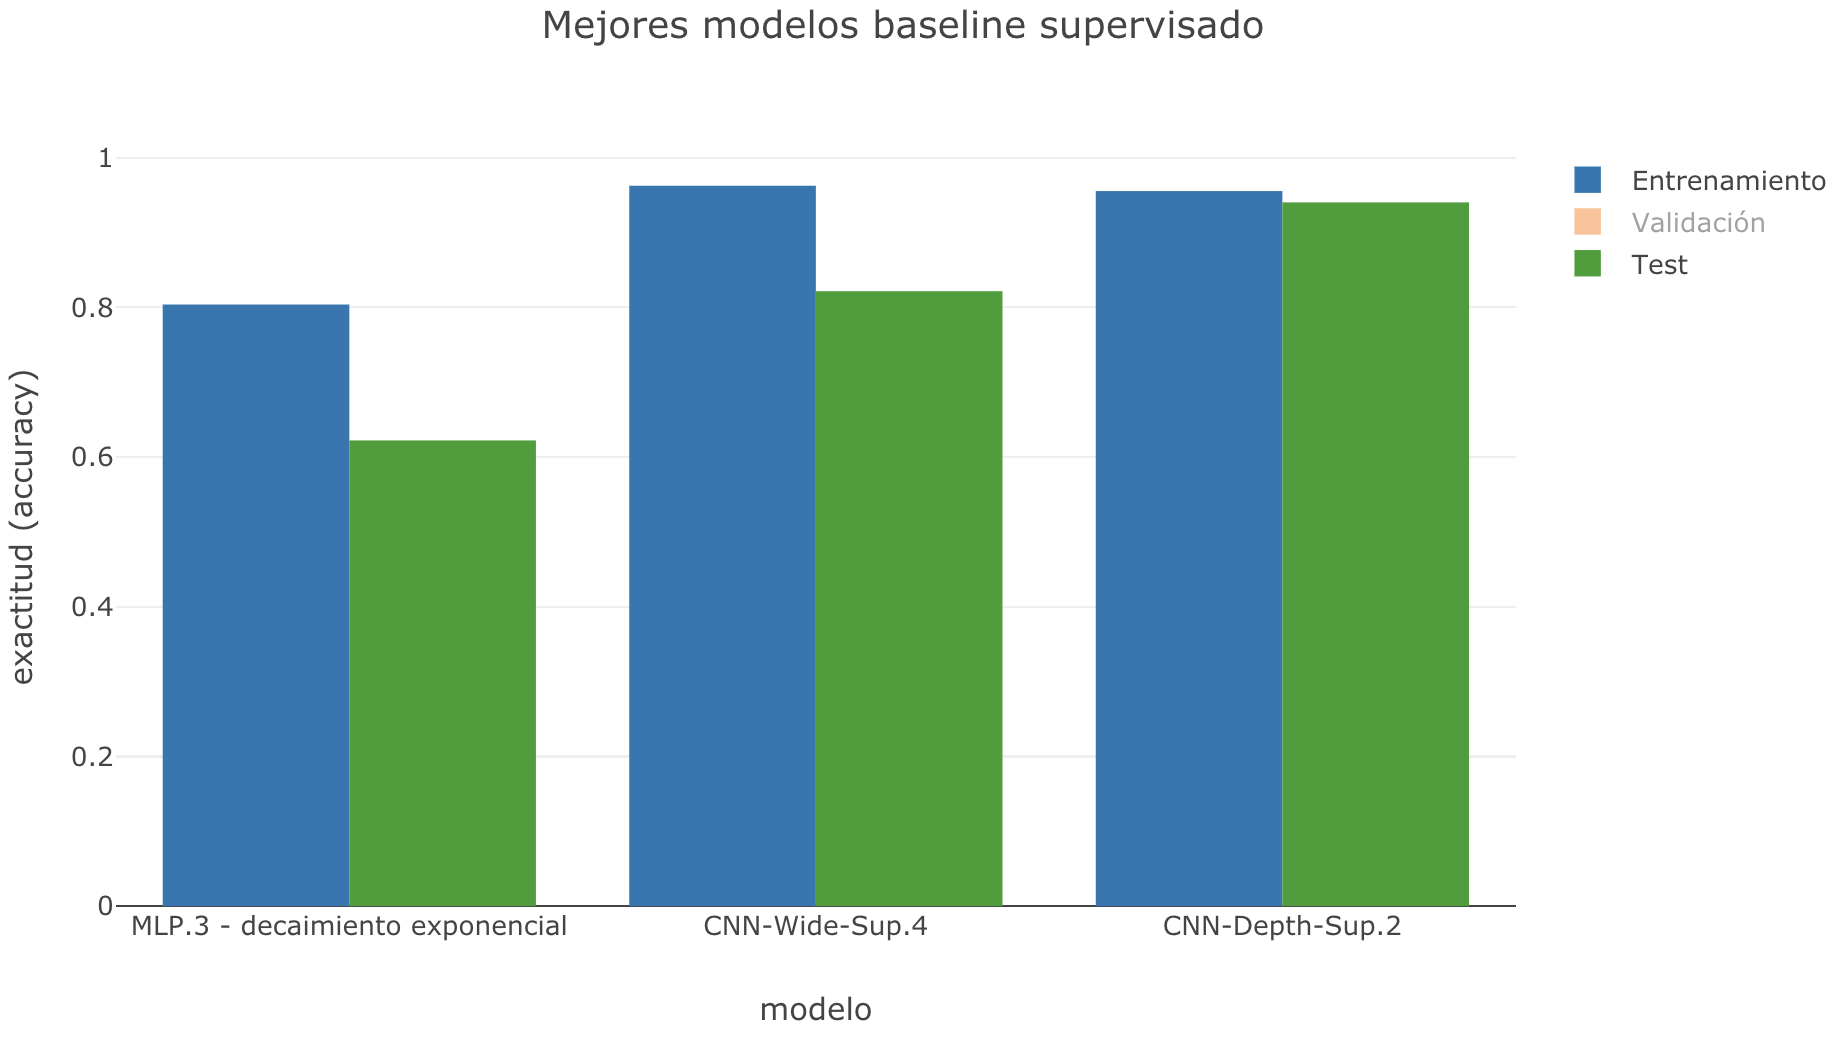 Mejores modelos baseline supervisado
1
0.8
0.6
0.4
0.2
0
exactitud (accuracy)
MLP.3 - decaimiento exponencial
CNN-Wide-Sup.4
CNN-Depth-Sup.2
modelo
Entrenamiento
Validación
Test